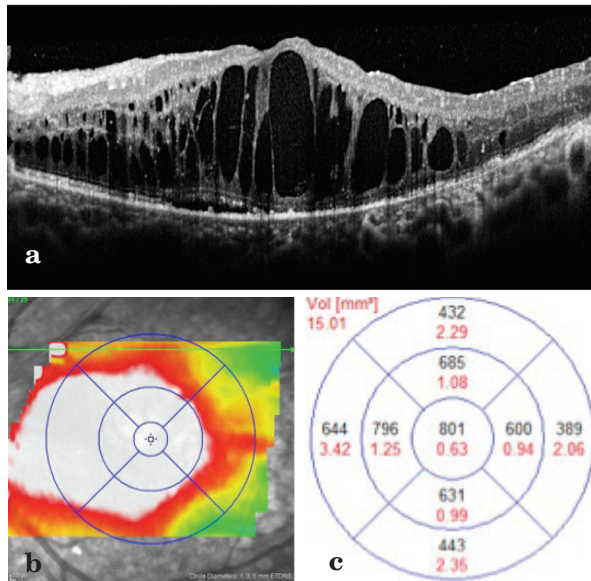 a
b
Circle Diameters: 1, 3, 6 mm ETDRS
c
Vol [mm³]
15.01
432
2.29
685
1.08
644 796 801 600 389
3.42 1.25 0.63 0.94 2.06
631
0.99
443
2.35